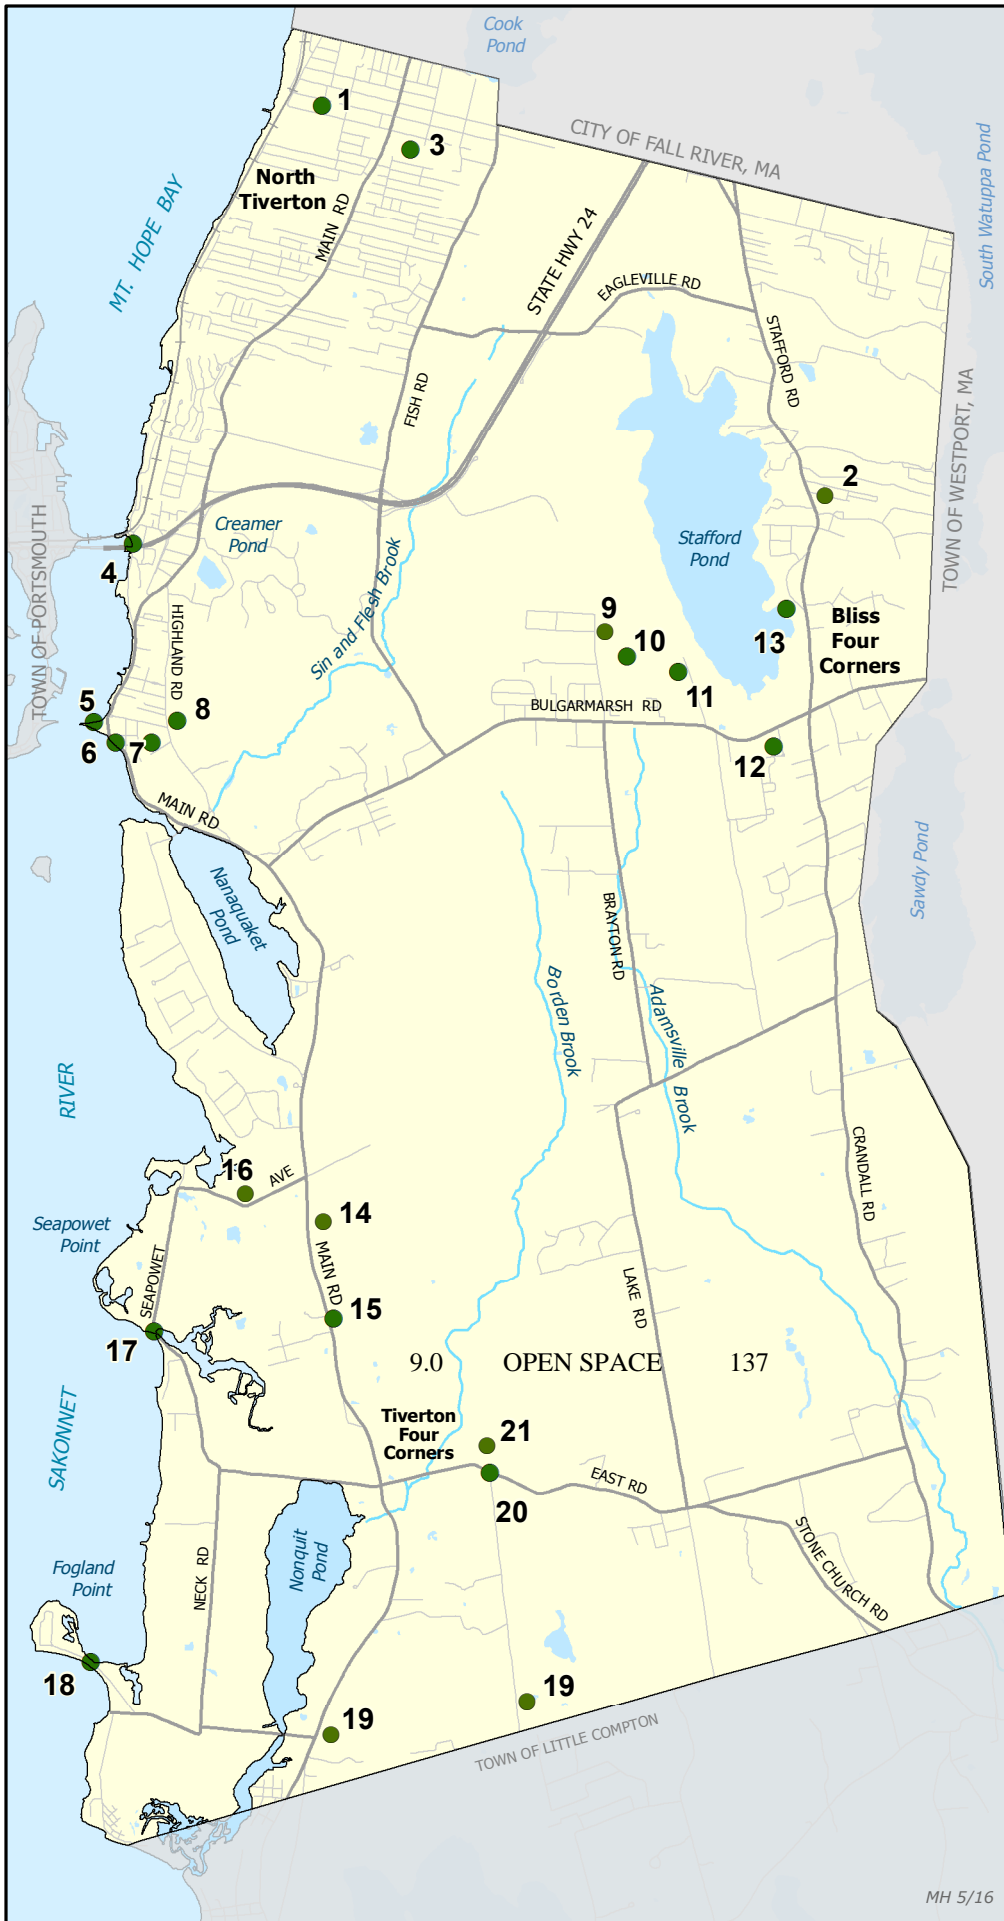 Cook
Pond
1
3
CITY OF FALL RIVER, MA
South Watuppa Pond
North
Tiverton
MAIN RD
MT. HOPE BAY
STATE HWY 24
EAGLEVILLE RD
STAFFORD RD
FISH RD
TOWN OF WESTPORT, MA
2
Creamer
Pond
Stafford
Pond
TOWN OF PORTSMOUTH
4
Sin and Flesh Brook
HIGHLAND RD
9
10
11
13
Bliss
Four
Corners
5
8
6
7
BULGARMARSH RD
12
MAIN RD
Nanaquaket
Pond
Sawdy Pond
BRAYTON RD
Borden Brook
Adamsville
Brook
RIVER
CRANDALL RD
16
AVE
14
Seapowet
Point
SEAPOWET
MAIN RD
LAKE RD
15
17
9.0 OPEN SPACE 137
SAKONNET
Tiverton
Four
Corners
21
20
EAST RD
STONE CHURCH RD
Nonquit
Pond
NECK RD
Fogland
Point
18
19
19
TOWN OF LITTLE COMPTON
MH 5/16